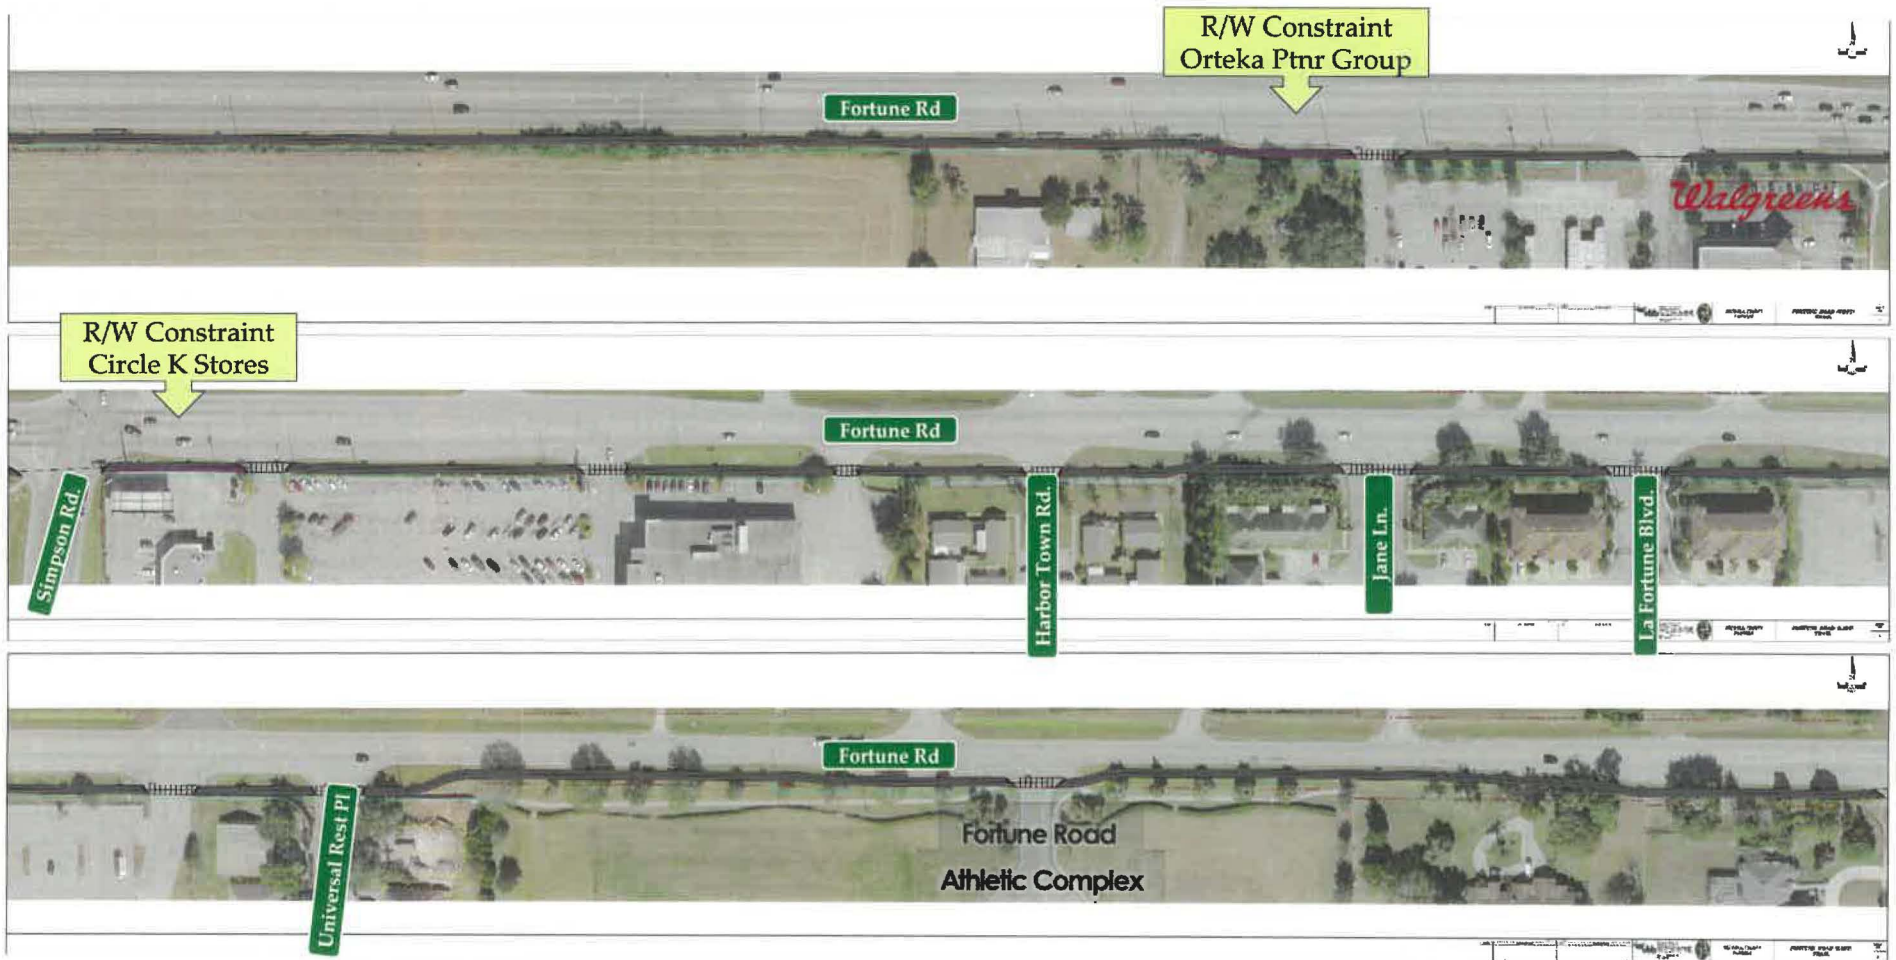 R/W Constraint
Orteka Ptnr Group
Fortune Rd
Walgreens
R/W Constraint
Circle K Stores
Fortune Rd
Simpson Rd.
Harbor Town Rd.
Jane Ln.
La Fortune Blvd.
Fortune Rd
Universal Rest Pl
Fortune Road
Athletic Complex